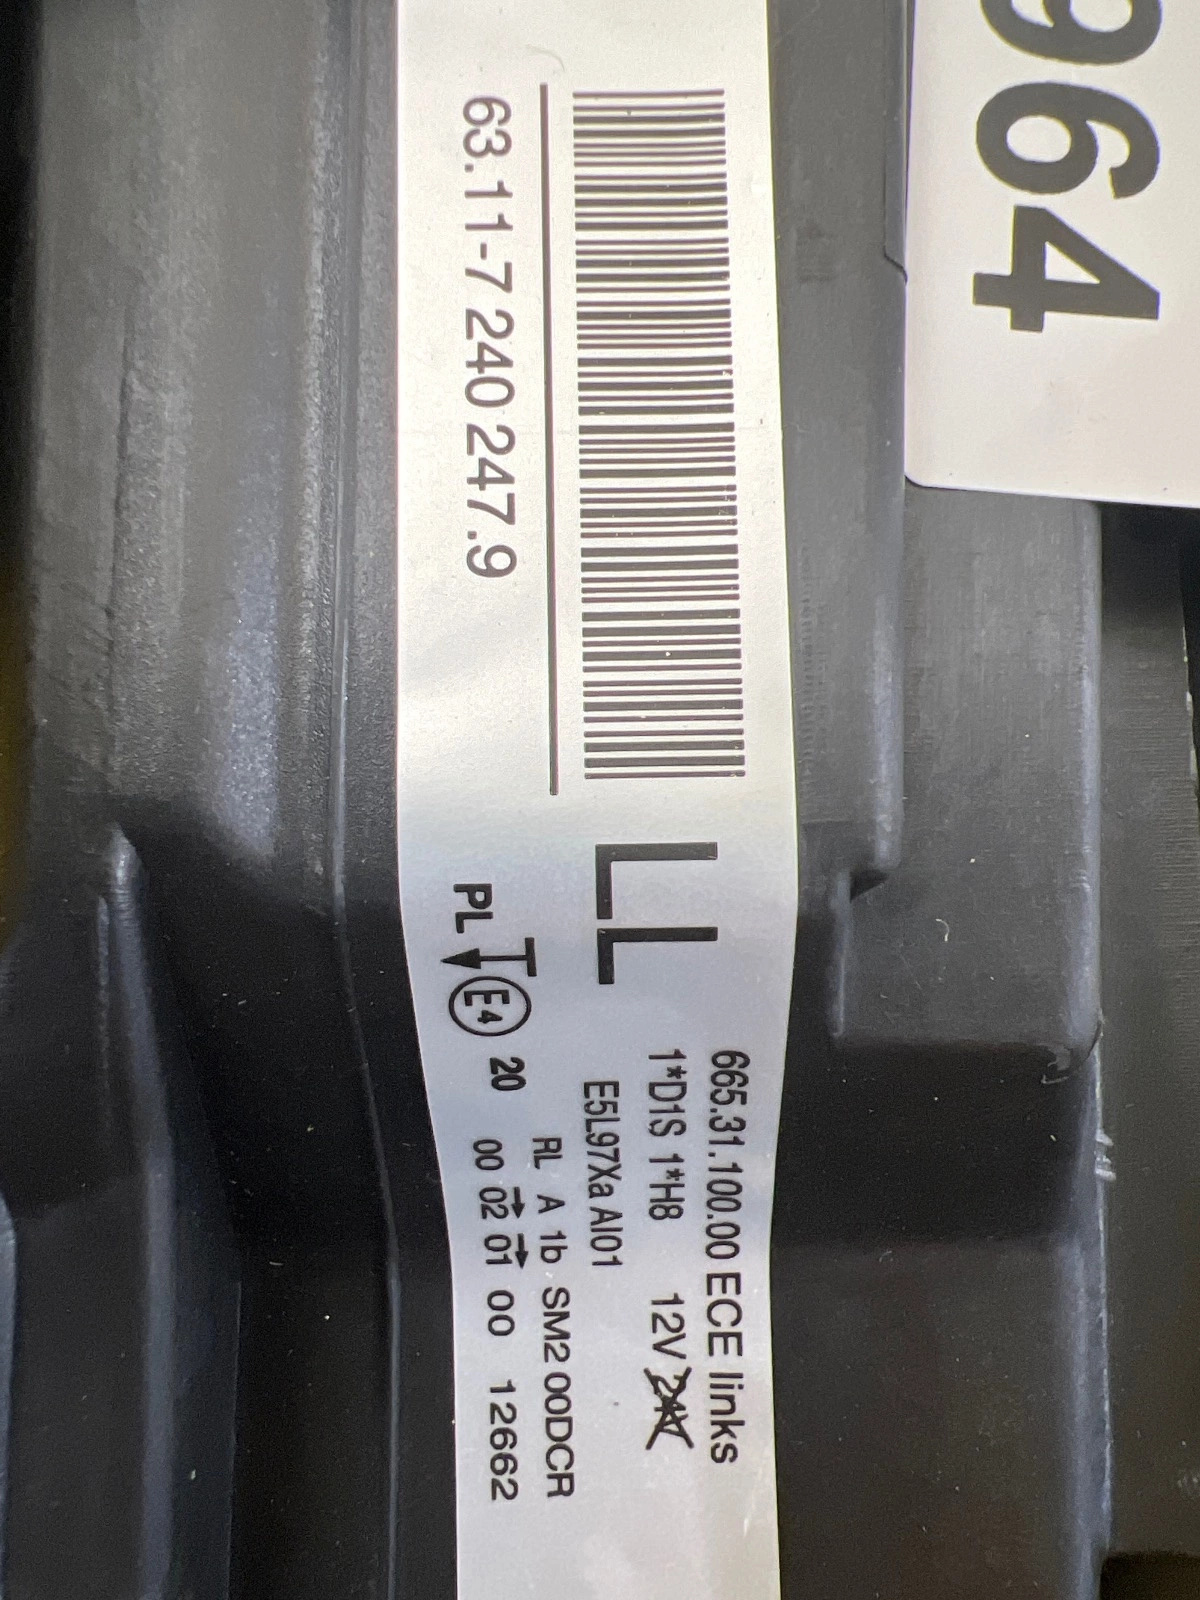 964
LL
63.11-7 240 247.9
665.31.100.00 ECE links
1*D1S 1*H8 12V 24V
E5L97Xa AI01
RL A 1b SM2 00DCR
PL E4 20 00 02 01 00 12662